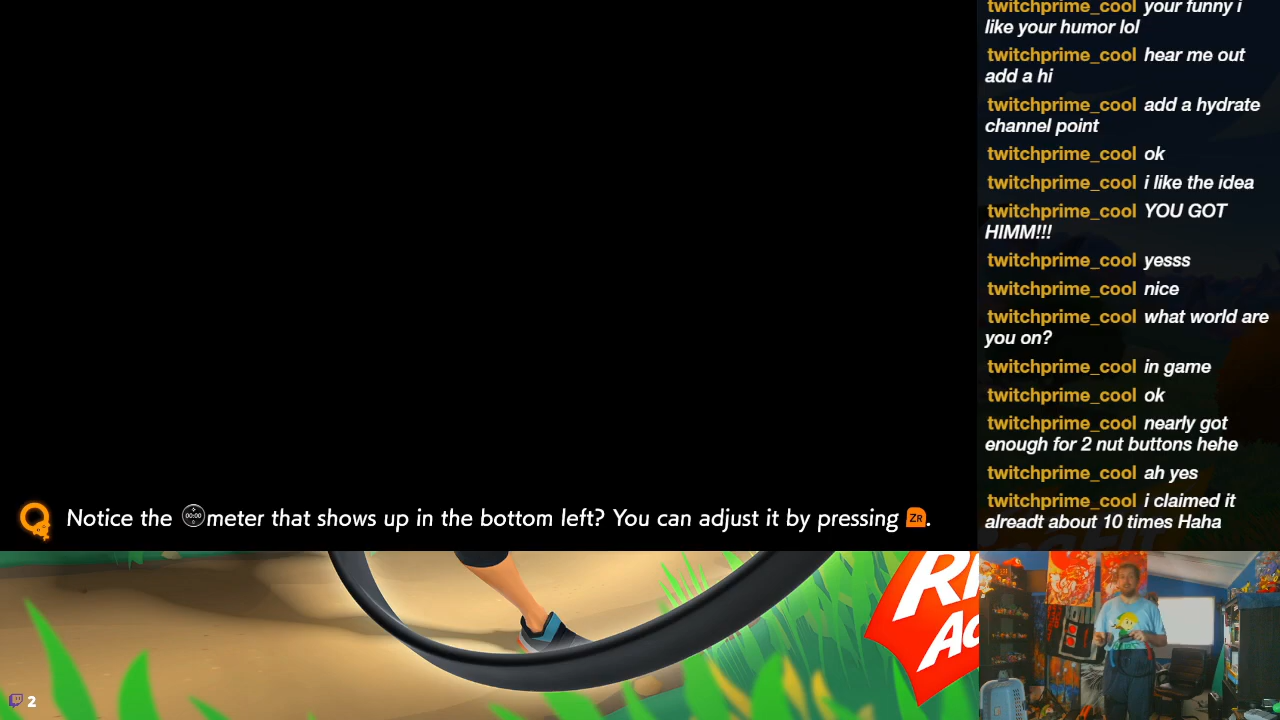 twitchprime_cool your funny i
like your humor lol
twitchprime_cool hear me out
add a hi
twitchprime_cool add a hydrate
channel point
twitchprime_cool ok
twitchprime_cool i like the idea
twitchprime_cool YOU GOT
HIMM!!!
twitchprime_cool yesss
twitchprime_cool nice
twitchprime_cool what world are
you on?
twitchprime_cool in game
twitchprime_cool ok
twitchprime_cool nearly got
enough for 2 nut buttons hehe
twitchprime_cool ah yes
twitchprime_cool i claimed it
alreadt about 10 times Haha
Notice the 00:00 meter that shows up in the bottom left? You can adjust it by pressing ZR.
2